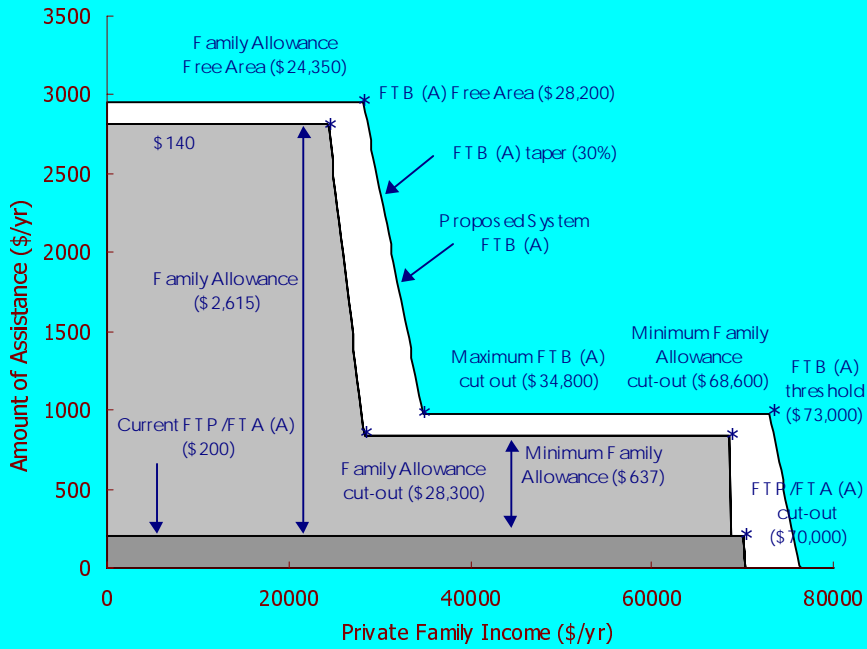 3500
3000
2500
2000
1500
1000
500
0
Amount of Assistance ($/yr)
Family Allowance
Free Area ($24,350)
FTB (A) Free Area ($28,200)
$140
FTB (A) taper (30%)
Proposed System
FTB (A)
Family Allowance
($2,615)
Maximum FTB (A)
cut out ($34,800)
Minimum Family
Allowance
cut-out ($68,600)
FTB (A)
threshold
($73,000)
Current FTP/FTA (A)
($200)
Family Allowance
cut-out ($28,300)
Minimum Family
Allowance ($637)
FTP/FTA (A)
cut-out
($70,000)
0
20000
40000
60000
80000
Private Family Income ($/yr)